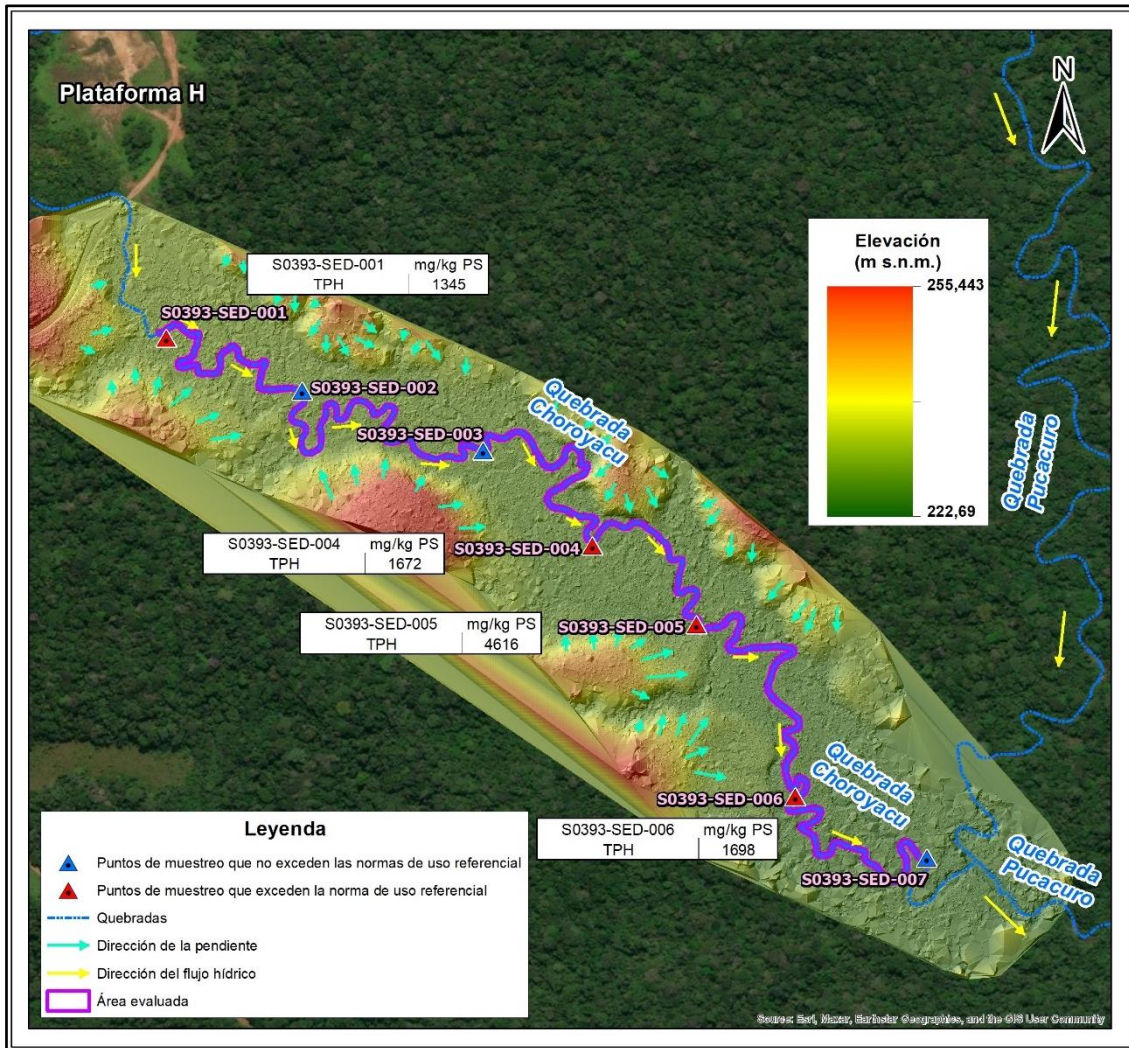 Plataforma H
N
S0393-SED-001 mg/kg PS
TPH 1345
Elevación
(m s.n.m.)
255,443
222,69
S0393-SED-001
S0393-SED-002
S0393-SED-003
Quebrada
Choroyacu
Quebrada
Pucacuro
S0393-SED-004 mg/kg PS
TPH 1672
S0393-SED-004
S0393-SED-005 mg/kg PS
TPH 4616
S0393-SED-005
S0393-SED-006
Quebrada
Choroyacu
S0393-SED-006 mg/kg PS
TPH 1698
S0393-SED-007
Quebrada
Pucacuro
Leyenda
Puntos de muestreo que no exceden las normas de uso referencial
Puntos de muestreo que exceden la norma de uso referencial
Quebradas
Dirección de la pendiente
Dirección del flujo hídrico
Área evaluada
Source: Esri, Maxar, Earthstar Geographics, and the GIS User Community